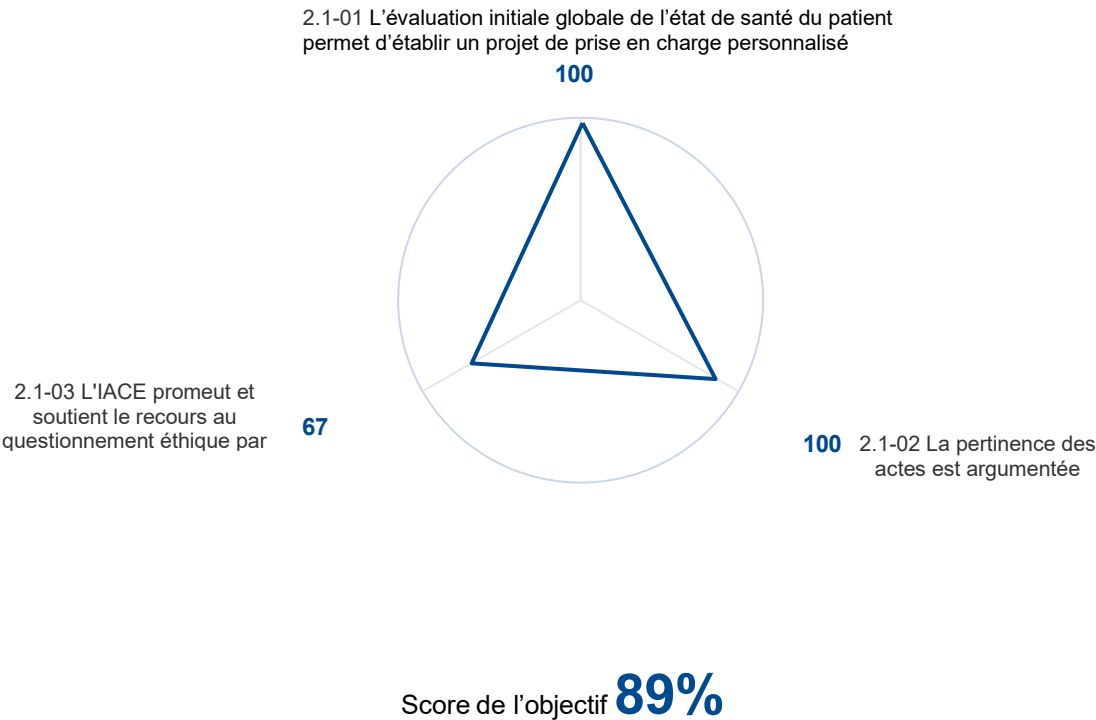 2.1-01 L’évaluation initiale globale de l’état de santé du patient
permet d’établir un projet de prise en charge personnalisé
100
2.1-03 L'IACE promeut et
soutient le recours au
questionnement éthique par
67
100
2.1-02 La pertinence des
actes est argumentée
Score de l’objectif 89%